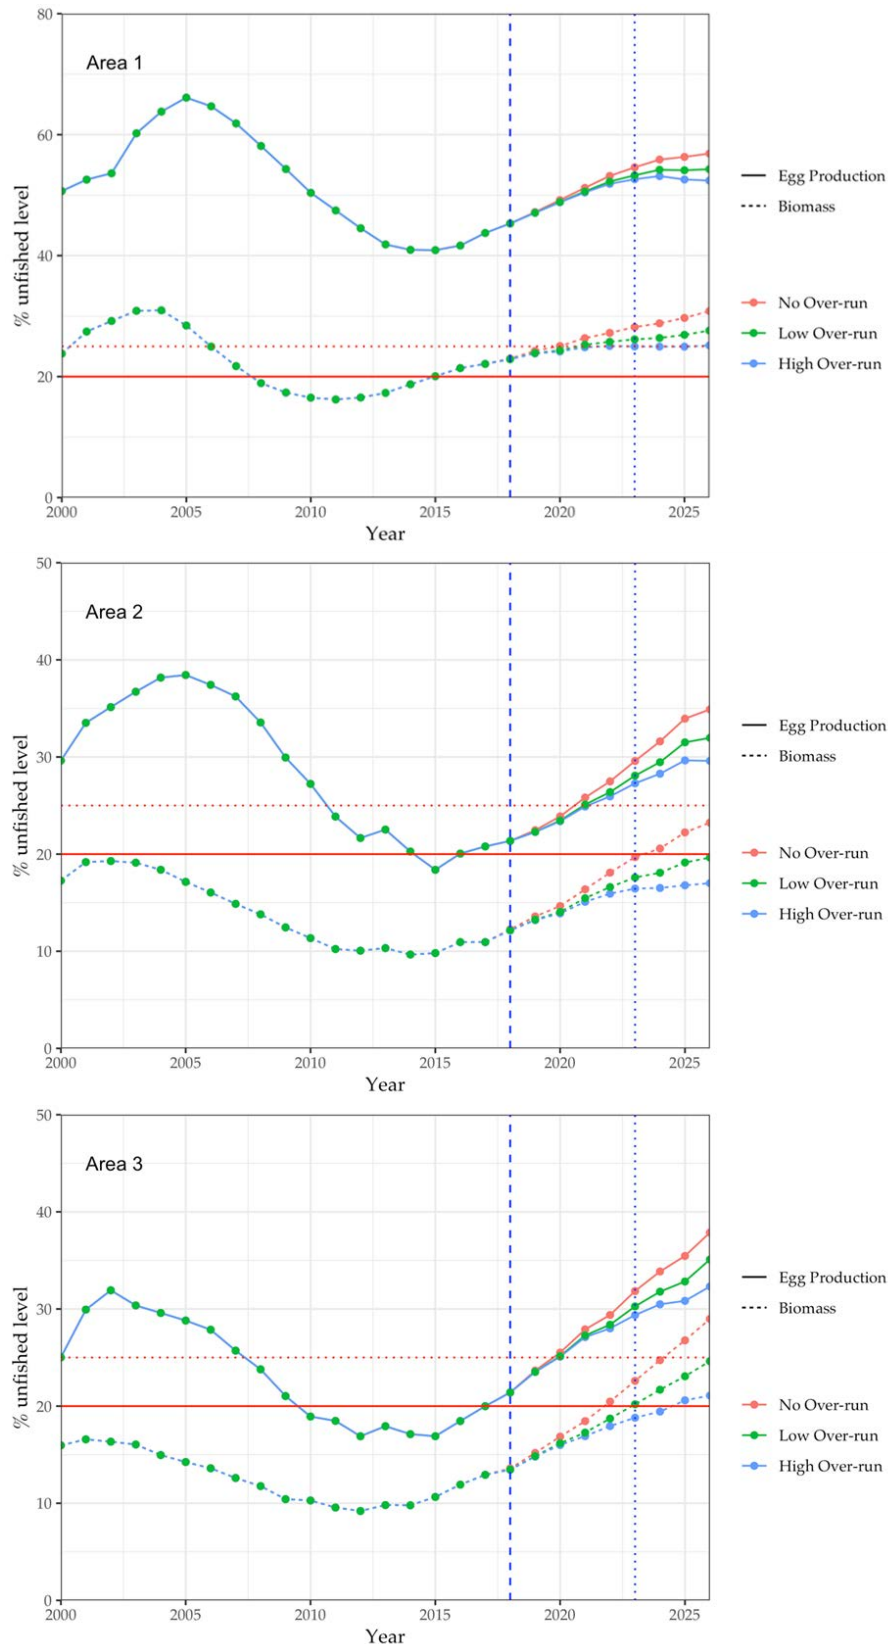 80
Area 1
60
40
20
0
% unfished level
2000 2005 2010 2015 2020 2025
Year
Egg Production
Biomass
No Over-run
Low Over-run
High Over-run
50
Area 2
40
30
20
10
0
% unfished level
2000 2005 2010 2015 2020 2025
Year
Egg Production
Biomass
No Over-run
Low Over-run
High Over-run
50
Area 3
40
30
20
10
0
% unfished level
2000 2005 2010 2015 2020 2025
Year
Egg Production
Biomass
No Over-run
Low Over-run
High Over-run